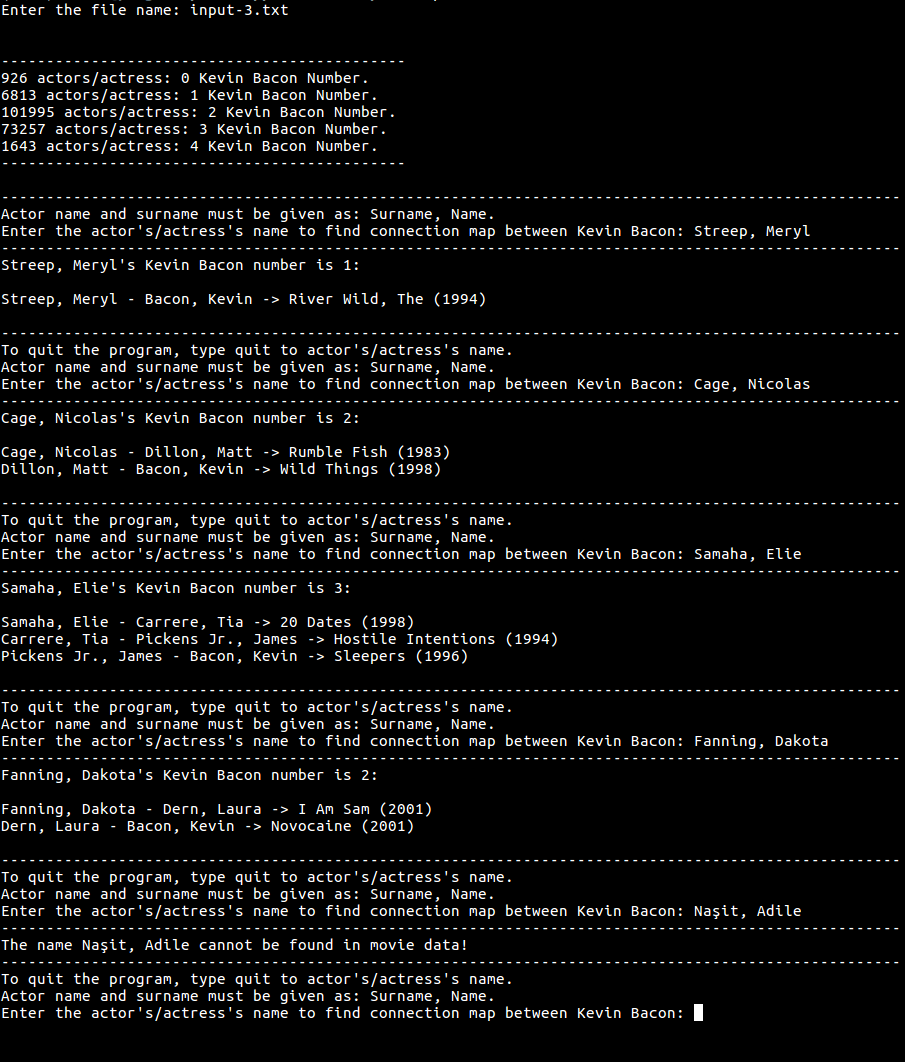 Enter the file name: input-3.txt
---------------------------------------------
926 actors/actress: 0 Kevin Bacon Number.
6813 actors/actress: 1 Kevin Bacon Number.
101995 actors/actress: 2 Kevin Bacon Number.
73257 actors/actress: 3 Kevin Bacon Number.
1643 actors/actress: 4 Kevin Bacon Number.
---------------------------------------------
----------------------------------------------------------------------------------------------------
Actor name and surname must be given as: Surname, Name.
Enter the actor's/actress's name to find connection map between Kevin Bacon: Streep, Meryl
----------------------------------------------------------------------------------------------------
Streep, Meryl's Kevin Bacon number is 1:
Streep, Meryl - Bacon, Kevin -> River Wild, The (1994)
----------------------------------------------------------------------------------------------------
To quit the program, type quit to actor's/actress's name.
Actor name and surname must be given as: Surname, Name.
Enter the actor's/actress's name to find connection map between Kevin Bacon: Cage, Nicolas
----------------------------------------------------------------------------------------------------
Cage, Nicolas's Kevin Bacon number is 2:
Cage, Nicolas - Dillon, Matt -> Rumble Fish (1983)
Dillon, Matt - Bacon, Kevin -> Wild Things (1998)
----------------------------------------------------------------------------------------------------
To quit the program, type quit to actor's/actress's name.
Actor name and surname must be given as: Surname, Name.
Enter the actor's/actress's name to find connection map between Kevin Bacon: Samaha, Elie
----------------------------------------------------------------------------------------------------
Samaha, Elie's Kevin Bacon number is 3:
Samaha, Elie - Carrere, Tia -> 20 Dates (1998)
Carrere, Tia - Pickens Jr., James -> Hostile Intentions (1994)
Pickens Jr., James - Bacon, Kevin -> Sleepers (1996)
----------------------------------------------------------------------------------------------------
To quit the program, type quit to actor's/actress's name.
Actor name and surname must be given as: Surname, Name.
Enter the actor's/actress's name to find connection map between Kevin Bacon: Fanning, Dakota
----------------------------------------------------------------------------------------------------
Fanning, Dakota's Kevin Bacon number is 2:
Fanning, Dakota - Dern, Laura -> I Am Sam (2001)
Dern, Laura - Bacon, Kevin -> Novocaine (2001)
----------------------------------------------------------------------------------------------------
To quit the program, type quit to actor's/actress's name.
Actor name and surname must be given as: Surname, Name.
Enter the actor's/actress's name to find connection map between Kevin Bacon: Naşit, Adile
----------------------------------------------------------------------------------------------------
The name Naşit, Adile cannot be found in movie data!
----------------------------------------------------------------------------------------------------
To quit the program, type quit to actor's/actress's name.
Actor name and surname must be given as: Surname, Name.
Enter the actor's/actress's name to find connection map between Kevin Bacon: